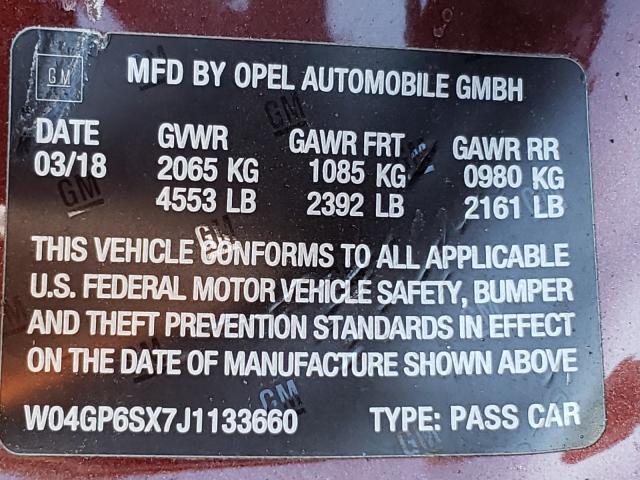 GM
MFD BY OPEL AUTOMOBILE GMBH
DATE GVWR GAWR FRT GAWR RR
03/18 2065 KG 1085 KG 0980 KG
4553 LB 2392 LB 2161 LB
THIS VEHICLE CONFORMS TO ALL APPLICABLE
U.S. FEDERAL MOTOR VEHICLE SAFETY, BUMPER
AND THEFT PREVENTION STANDARDS IN EFFECT
ON THE DATE OF MANUFACTURE SHOWN ABOVE
W04GP6SX7J1133660 TYPE: PASS CAR